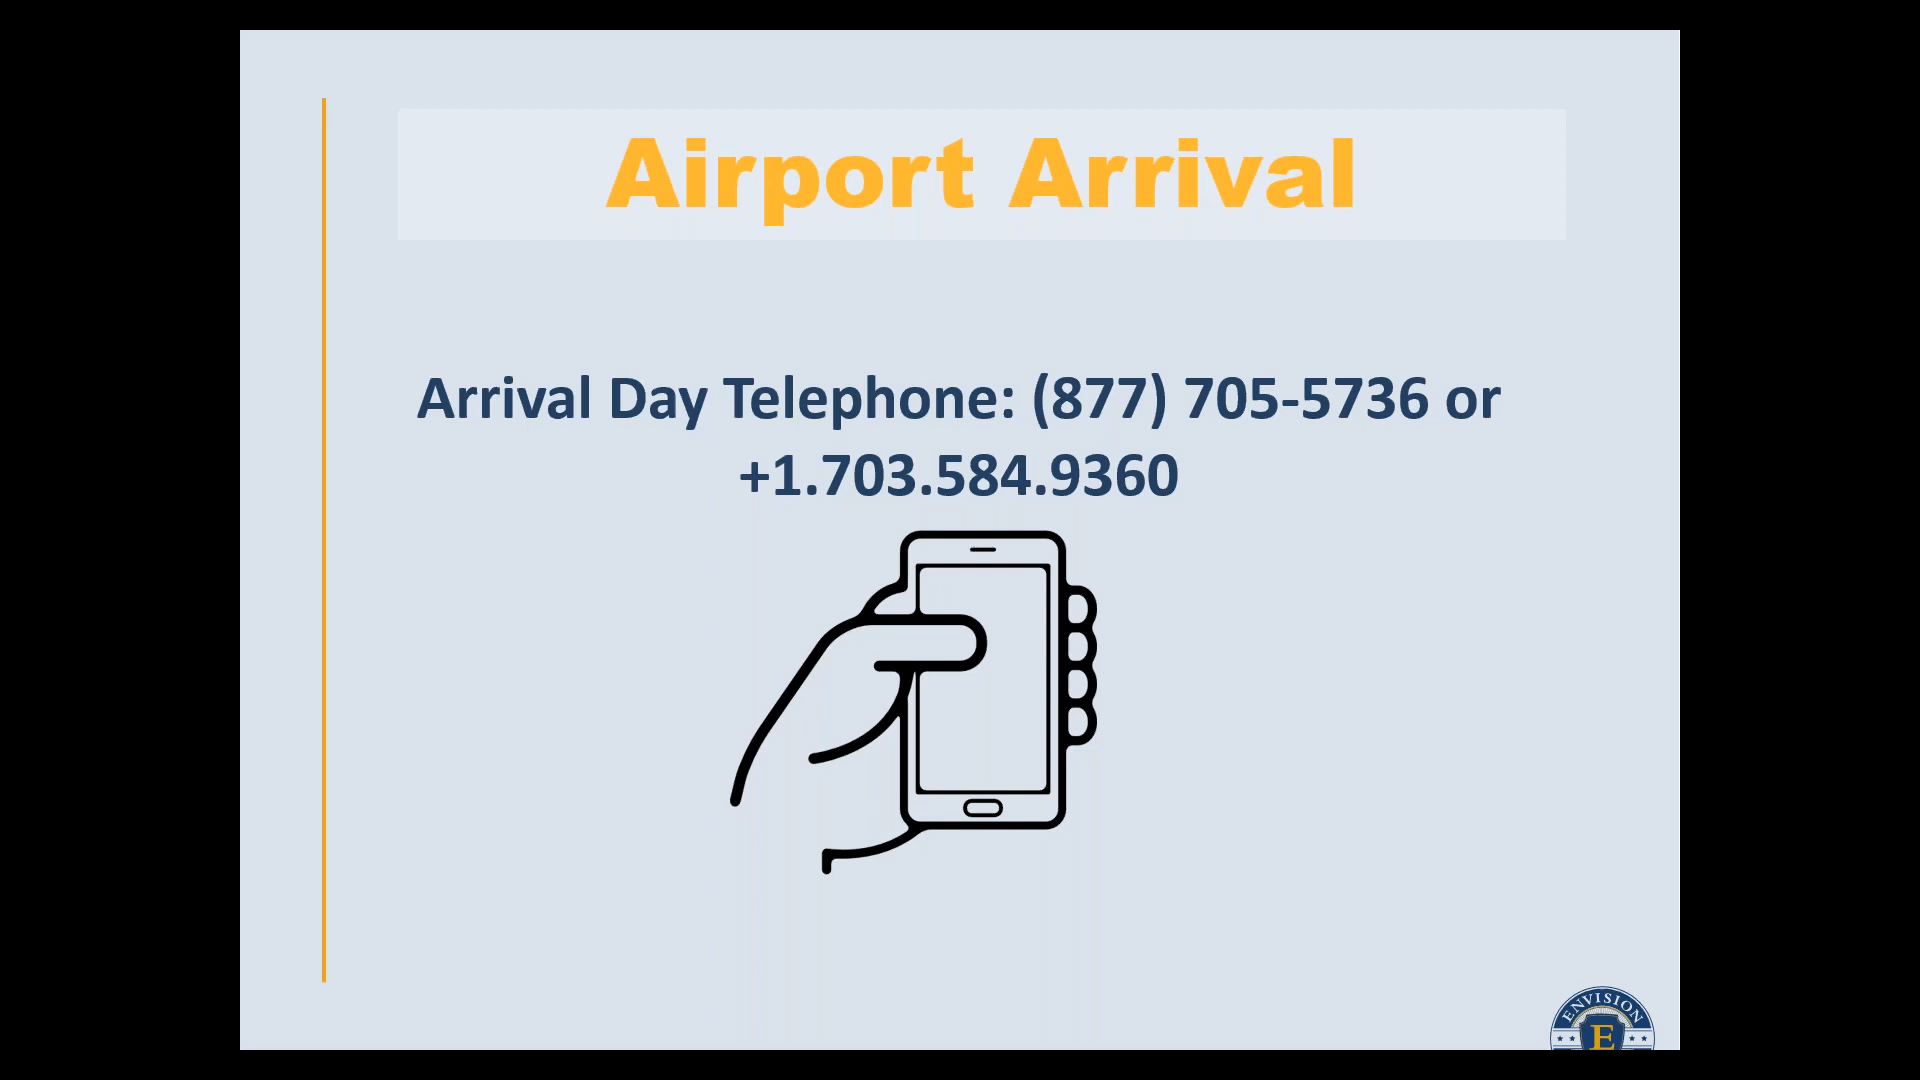 Airport Arrival
Arrival Day Telephone: (877) 705-5736 or
+1.703.584.9360
ENVISION
E